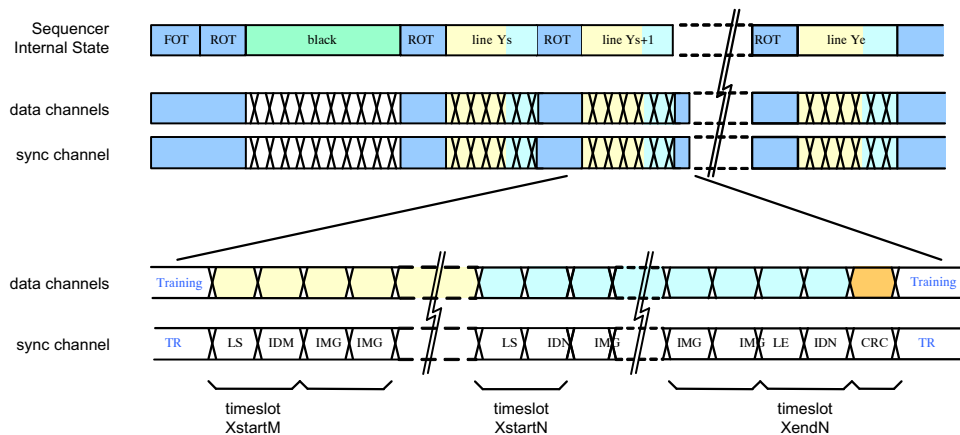 Sequencer
Internal State
FOT ROT black ROT line Ys ROT line Ys+1 ROT line Ye
data channels
sync channel
data channels Training Training
sync channel TR LS IDM IMG IMG LS IDN IMG IMG IMG LE IDN CRC TR
timeslot
XstartM
timeslot
XstartN
timeslot
XendN